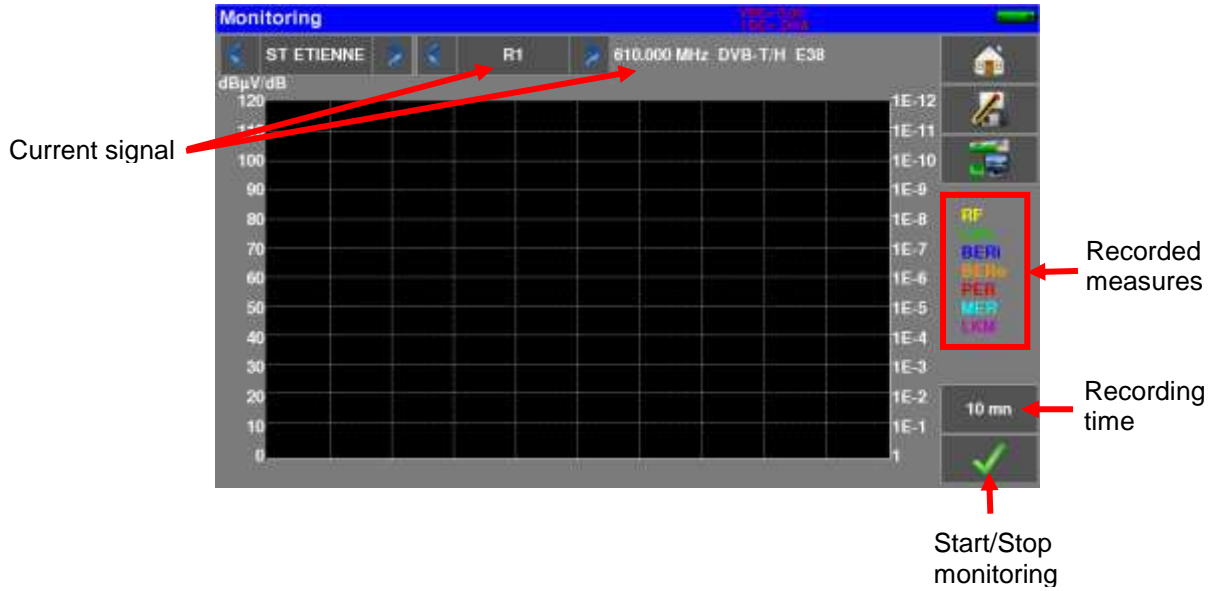 Monitoring
ST ETIENNE R1 610.000 MHz DVB-T/H E38
dBµV/dB
120 1E-12
110 1E-11
Current signal
100 1E-10
90 1E-9
80 1E-8
70 1E-7
60 1E-6
50 1E-5
40 1E-4
30 1E-3
20 1E-2
10 1E-1
0 1
RF
BERi
BERo
PER
MER
LKM
Recorded
measures
10 mn
Recording
time
Start/Stop
monitoring